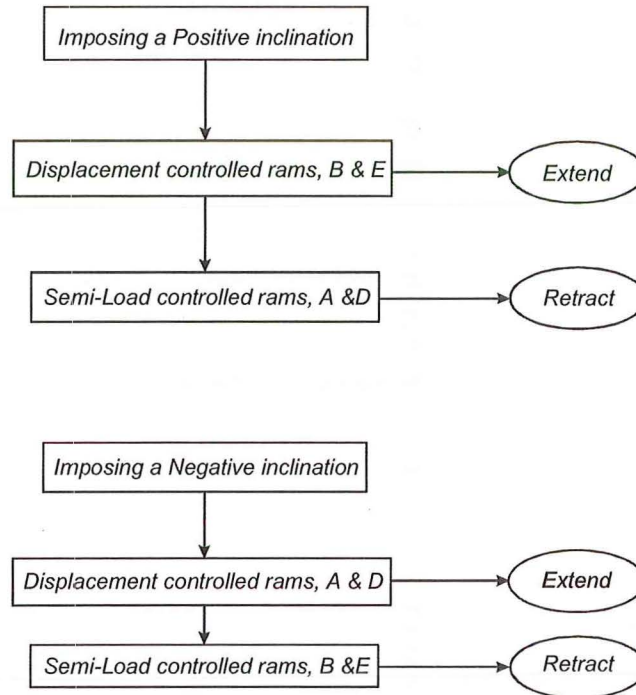 Imposing a Positive inclination
Displacement controlled rams, B & E
Extend
Semi-Load controlled rams, A &D
Retract
Imposing a Negative inclination
Displacement controlled rams, A & D
Extend
Semi-Load controlled rams, B &E
Retract